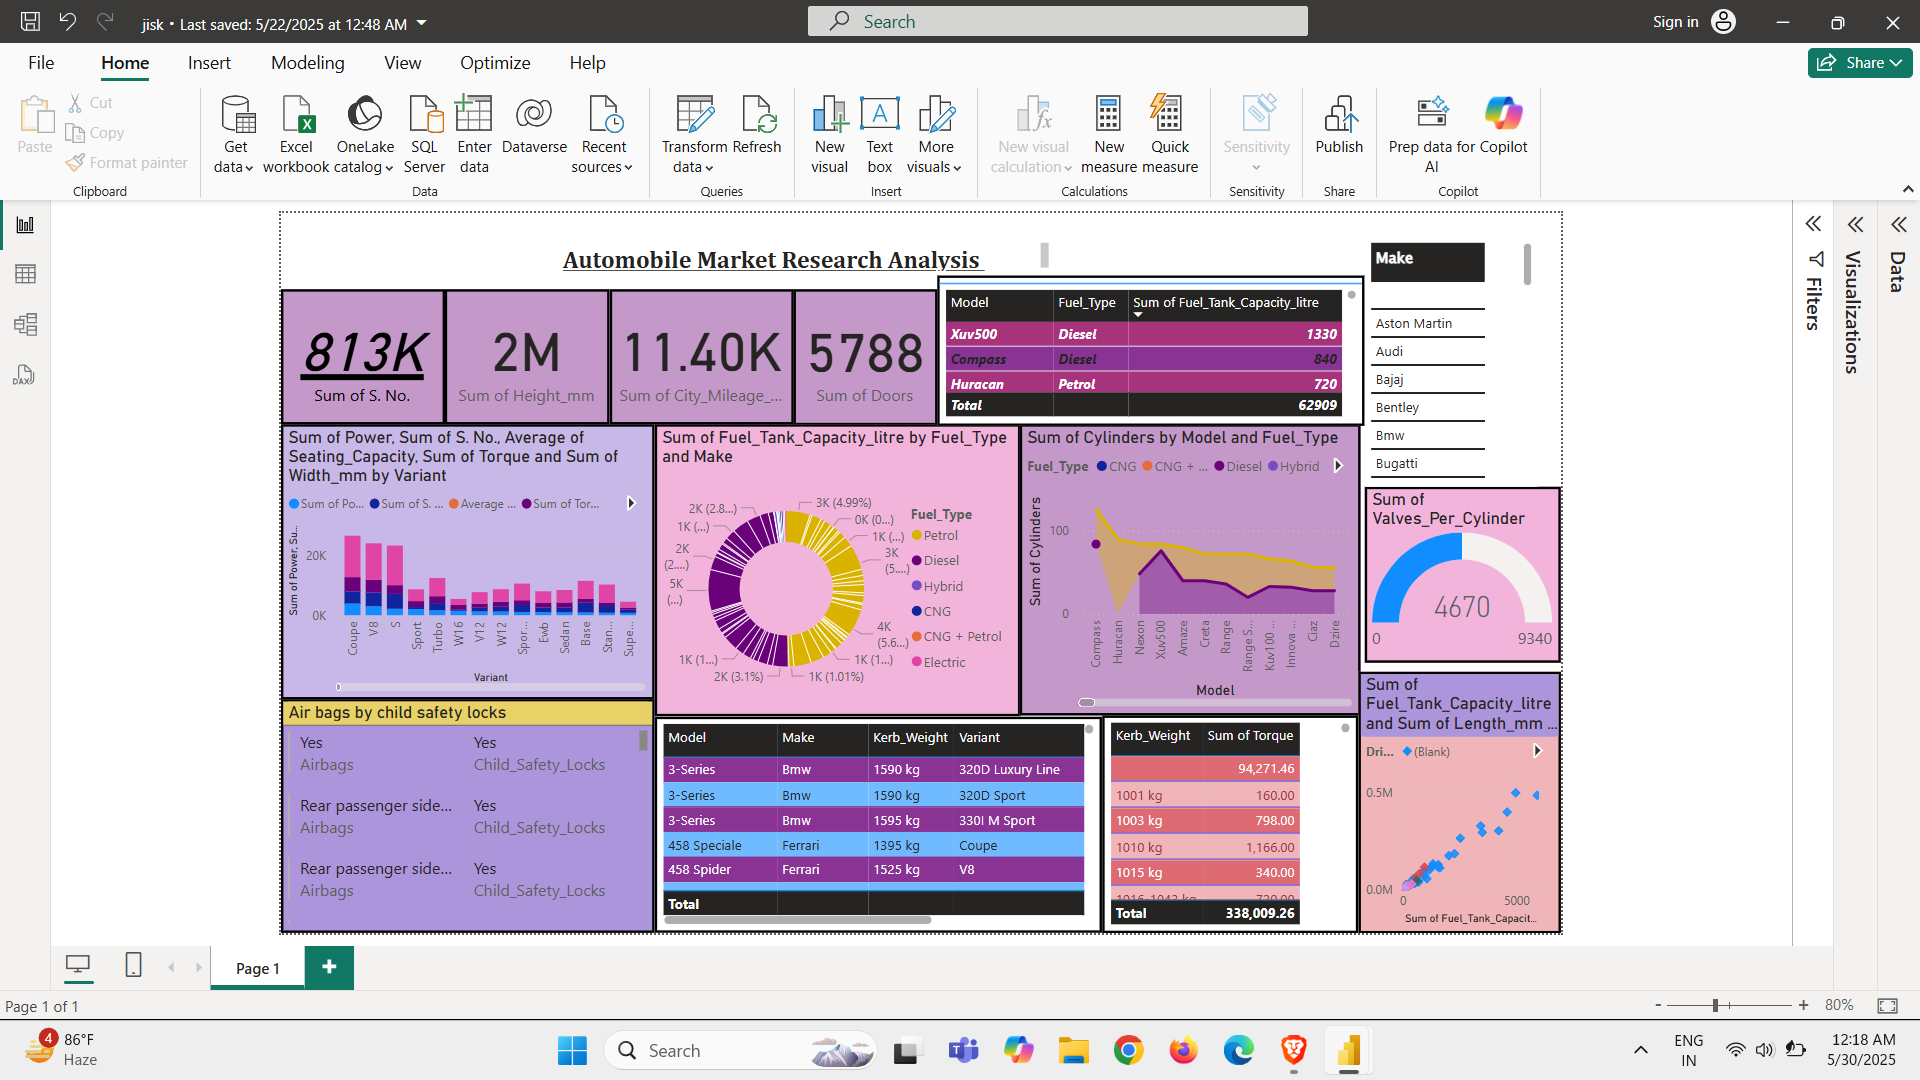 jisk • Last saved: 5/22/2025 at 12:48 AM
Search
Sign in
File Home Insert Modeling View Optimize Help
Share
Paste
Cut
Copy
Format painter
Clipboard
Get data
Excel workbook
OneLake catalog
SQL Server
Enter data
Dataverse
Recent sources
Data
Transform data
Refresh
Queries
New visual
Text box
More visuals
Insert
New visual calculation
New measure
Quick measure
Calculations
Sensitivity
Sensitivity
Publish
Share
Prep data for AI
Copilot
Copilot
Automobile Market Research Analysis
813K
Sum of S. No.
2M
Sum of Height_mm
11.40K
Sum of City_Mileage_...
5788
Sum of Doors
Model Fuel_Type Sum of Fuel_Tank_Capacity_litre
Xuv500 Diesel 1330
Compass Diesel 840
Huracan Petrol 720
Total 62909
Make
Aston Martin
Audi
Bajaj
Bentley
Bmw
Bugatti
Filters
Visualizations
Data
Sum of Power, Sum of S. No., Average of
Seating_Capacity, Sum of Torque and Sum of
Width_mm by Variant
Sum of Po... Sum of S. ... Average ... Sum of Tor...
Sum of Power, Su...
20K
0K
Coupe V8 S Sport Turbo W16 V12 W12 Spor... Ewb Sedan Base Stan... Supe...
Variant
Sum of Fuel_Tank_Capacity_litre by Fuel_Type
and Make
3K (4.99%)
0K (0...)
1K (...)
3K (5....)
4K (5.6...)
1K (1...)
1K (1.01%)
2K (3.1%)
1K (1...)
5K (...)
2K (2....)
1K (...)
2K (2.8...)
Fuel_Type
Petrol
Diesel
Hybrid
CNG
CNG + Petrol
Electric
Sum of Cylinders by Model and Fuel_Type
Fuel_Type CNG CNG + ... Diesel Hybrid
Sum of Cylinders
100
0
Compass Huracan Nexon Xuv500 Amaze Creta Range Range S... Kuv100 ... Innova ... Ciaz Dzire
Model
Sum of
Valves_Per_Cylinder
4670
0 9340
Air bags by child safety locks
Yes Yes
Airbags Child_Safety_Locks
Rear passenger side... Yes
Airbags Child_Safety_Locks
Rear passenger side... Yes
Airbags Child_Safety_Locks
Model Make Kerb_Weight Variant
3-Series Bmw 1590 kg 320D Luxury Line
3-Series Bmw 1590 kg 320D Sport
3-Series Bmw 1595 kg 330I M Sport
458 Speciale Ferrari 1395 kg Coupe
458 Spider Ferrari 1525 kg V8
Total
Kerb_Weight Sum of Torque
94,271.46
1001 kg 160.00
1003 kg 798.00
1010 kg 1,166.00
1015 kg 340.00
Total 338,009.26
Sum of
Fuel_Tank_Capacity_litre
and Sum of Length_mm ...
Dri... (Blank)
0.5M
0.0M
0 5000
Sum of Fuel_Tank_Capacit...
Page 1
Page 1 of 1
- + 80%
4
86°F
Haze
Search
ENG
IN
12:18 AM
5/30/2025